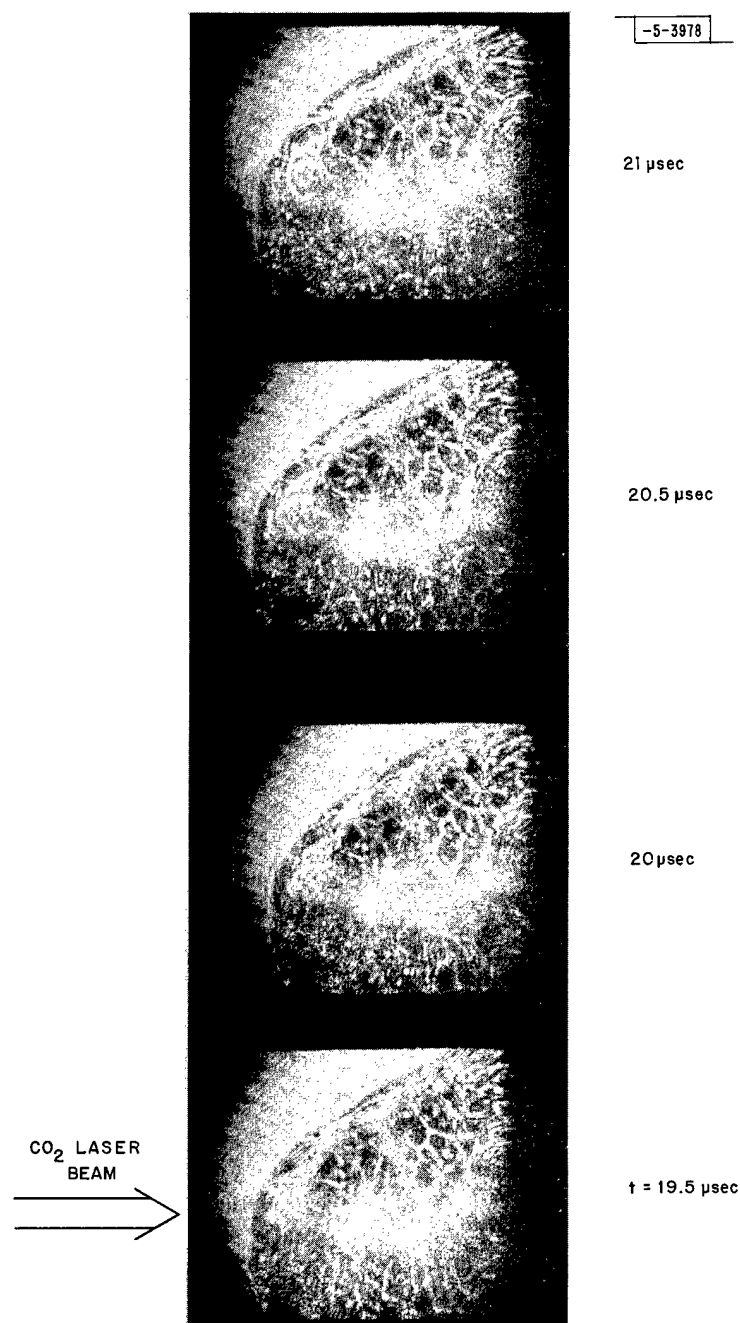 -5-3978
21 µsec
20.5 µsec
20 µsec
CO₂ LASER
BEAM
t = 19.5 µsec